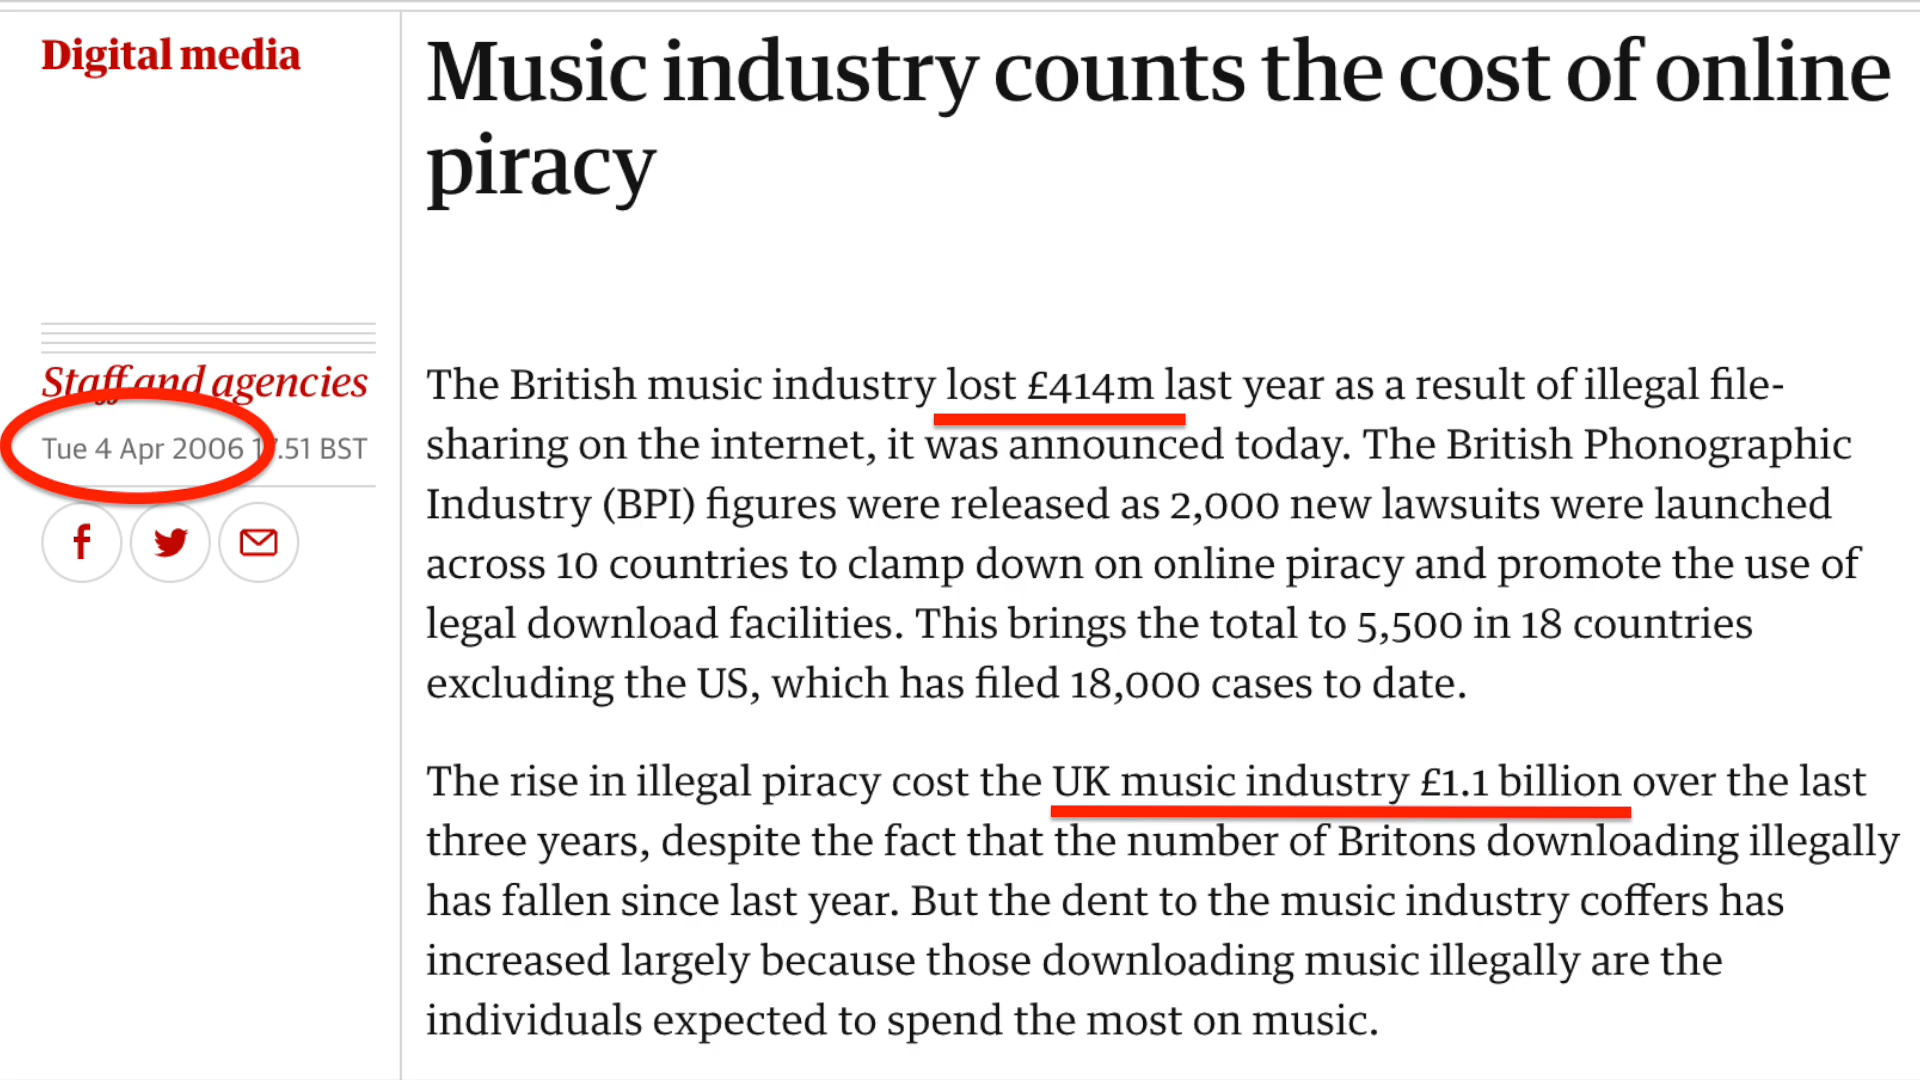 Digital media
Music industry counts the cost of online
piracy
Staff and agencies
Tue 4 Apr 2006 17.51 BST
The British music industry lost £414m last year as a result of illegal file-
sharing on the internet, it was announced today. The British Phonographic
Industry (BPI) figures were released as 2,000 new lawsuits were launched
across 10 countries to clamp down on online piracy and promote the use of
legal download facilities. This brings the total to 5,500 in 18 countries
excluding the US, which has filed 18,000 cases to date.
The rise in illegal piracy cost the UK music industry £1.1 billion over the last
three years, despite the fact that the number of Britons downloading illegally
has fallen since last year. But the dent to the music industry coffers has
increased largely because those downloading music illegally are the
individuals expected to spend the most on music.